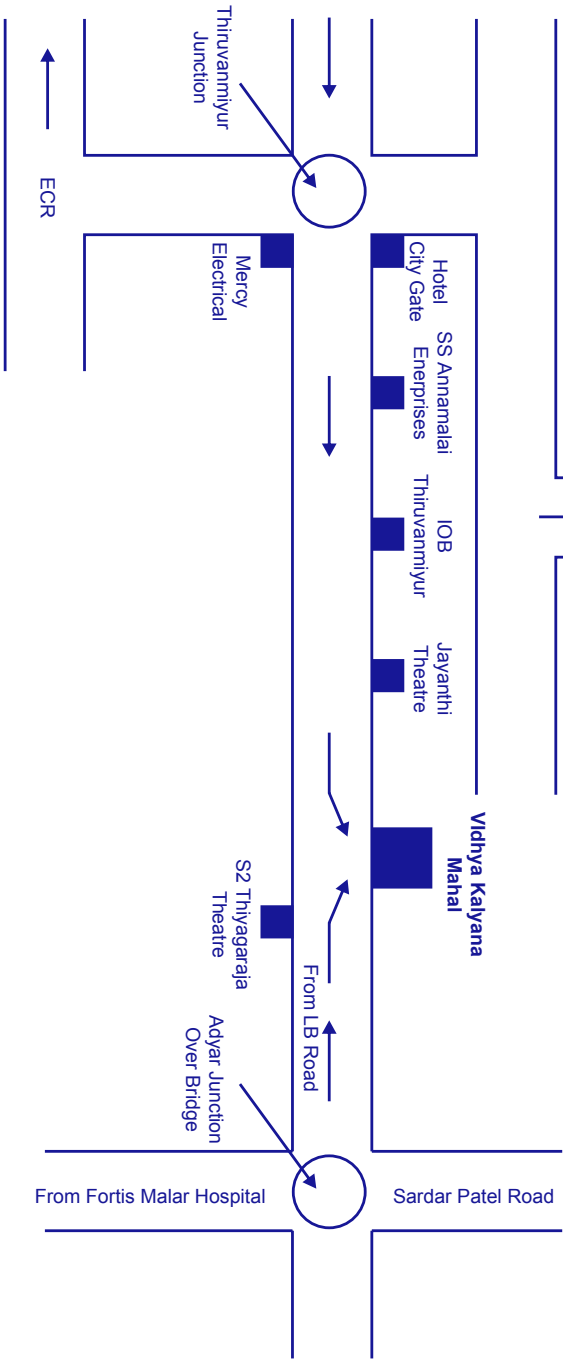 Thiruvanmiyur
Junction
ECR
Hotel
City Gate
Mercy
Electrical
SS Annamalai
Enerprises
IOB
Thiruvanmiyur
Jayanthi
Theatre
VIdhya Kalyana
Mahal
S2 Thiyagaraja
Theatre
From LB Road
Adyar Junction
Over Bridge
From Fortis Malar Hospital
Sardar Patel Road